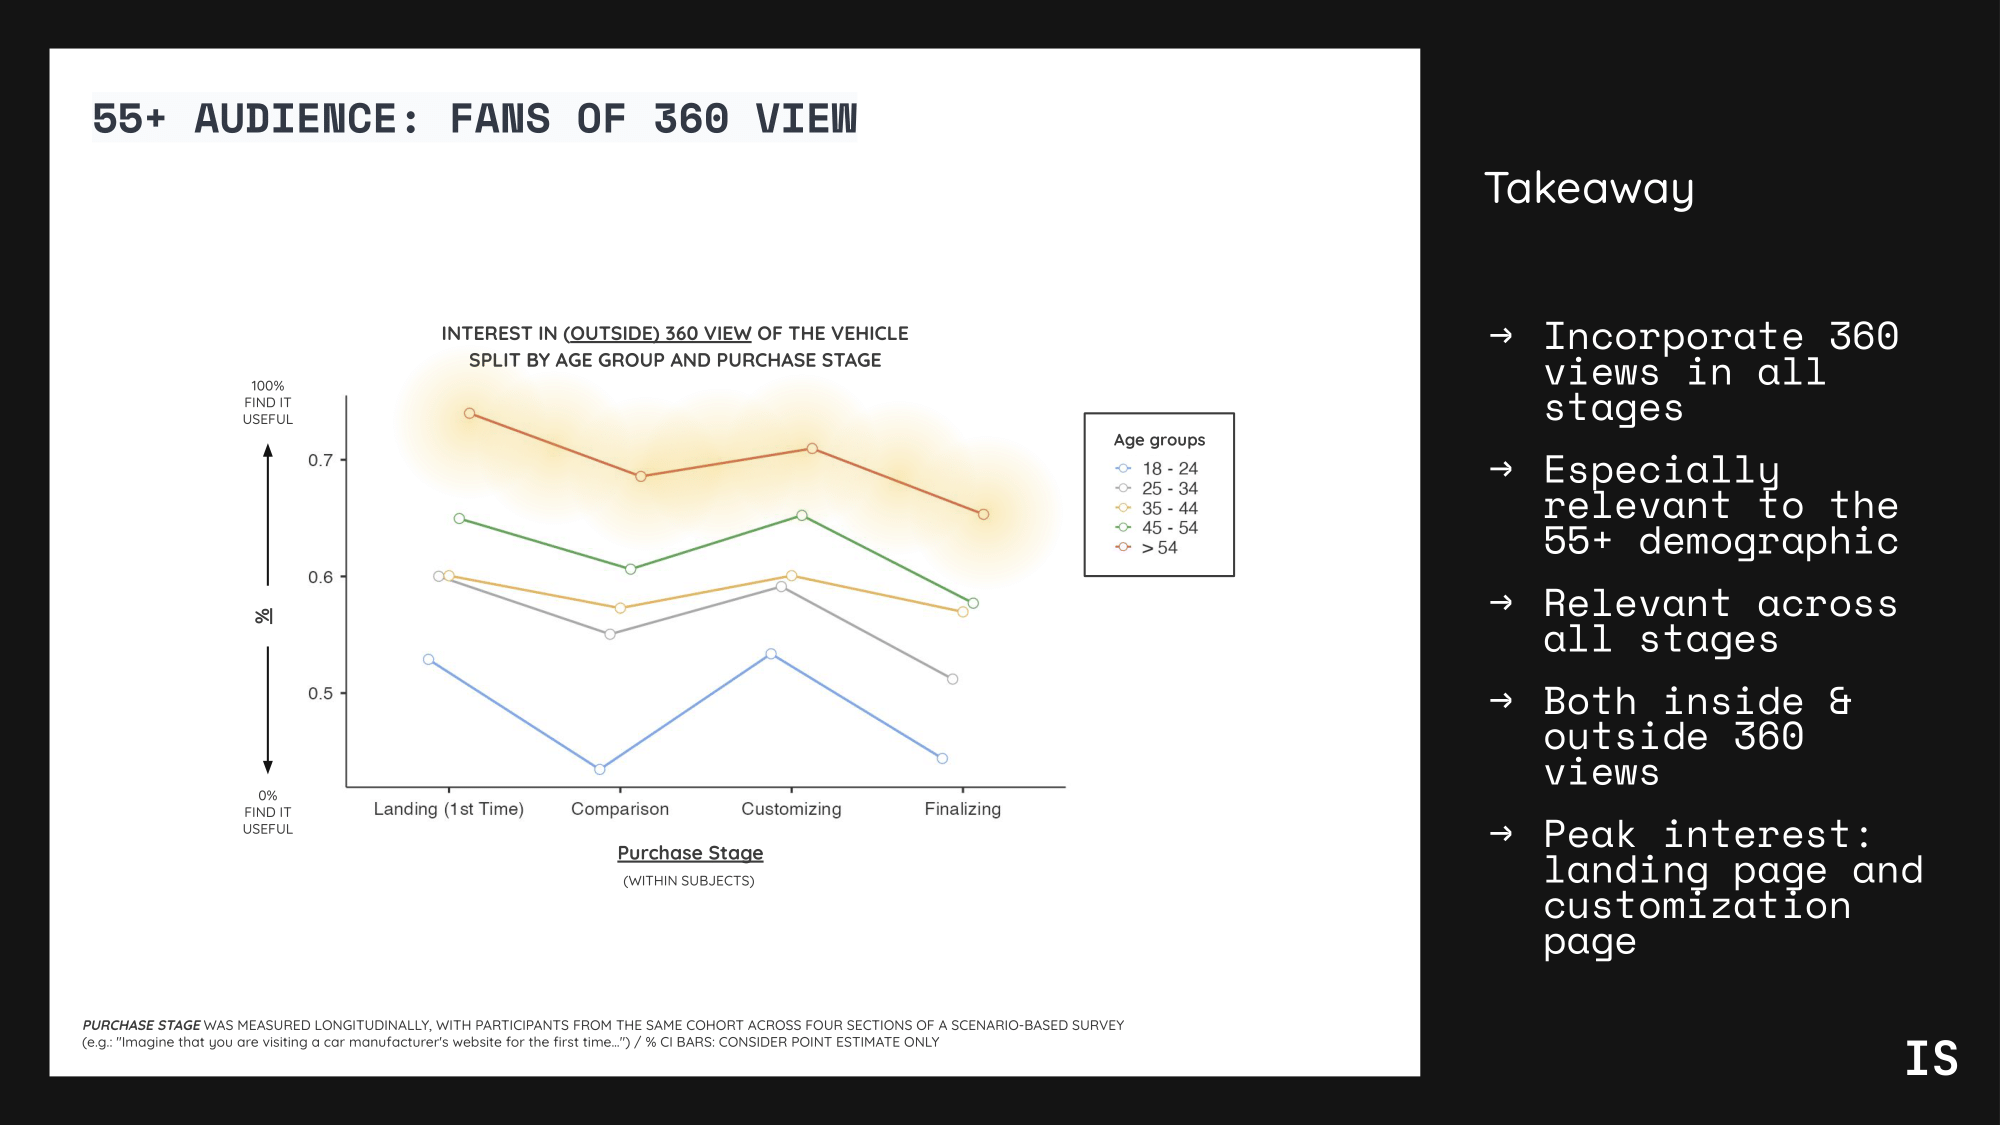 55+ AUDIENCE: FANS OF 360 VIEW
INTEREST IN (OUTSIDE) 360 VIEW OF THE VEHICLE
SPLIT BY AGE GROUP AND PURCHASE STAGE
100%
FIND IT
USEFUL
%
0%
FIND IT
USEFUL
0.7
0.6
0.5
Landing (1st Time)
Comparison
Customizing
Finalizing
Purchase Stage
(WITHIN SUBJECTS)
Age groups
18 - 24
25 - 34
35 - 44
45 - 54
> 54
PURCHASE STAGE WAS MEASURED LONGITUDINALLY, WITH PARTICIPANTS FROM THE SAME COHORT ACROSS FOUR SECTIONS OF A SCENARIO-BASED SURVEY
(e.g.: "Imagine that you are visiting a car manufacturer's website for the first time...") / % CI BARS: CONSIDER POINT ESTIMATE ONLY
Takeaway
→ Incorporate 360
views in all
stages
→ Especially
relevant to the
55+ demographic
→ Relevant across
all stages
→ Both inside &
outside 360
views
→ Peak interest:
landing page and
customization
page
IS